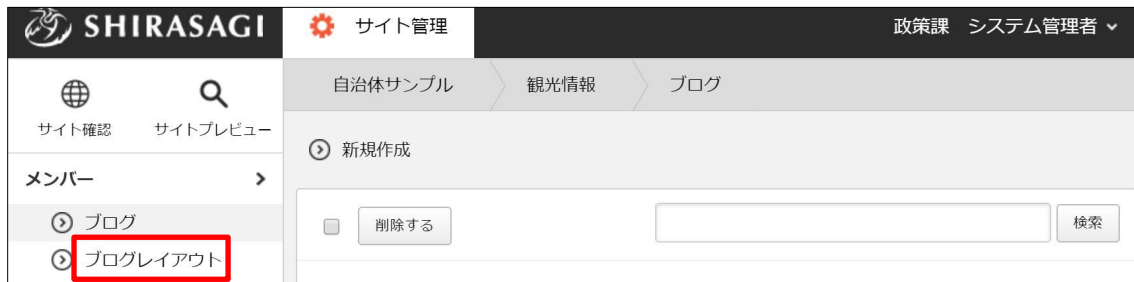 SHIRASAGI サイト管理 政策課 システム管理者
自治体サンプル 観光情報 ブログ
サイト確認 サイトプレビュー
新規作成
メンバー
ブログ
削除する 検索
ブログレイアウト